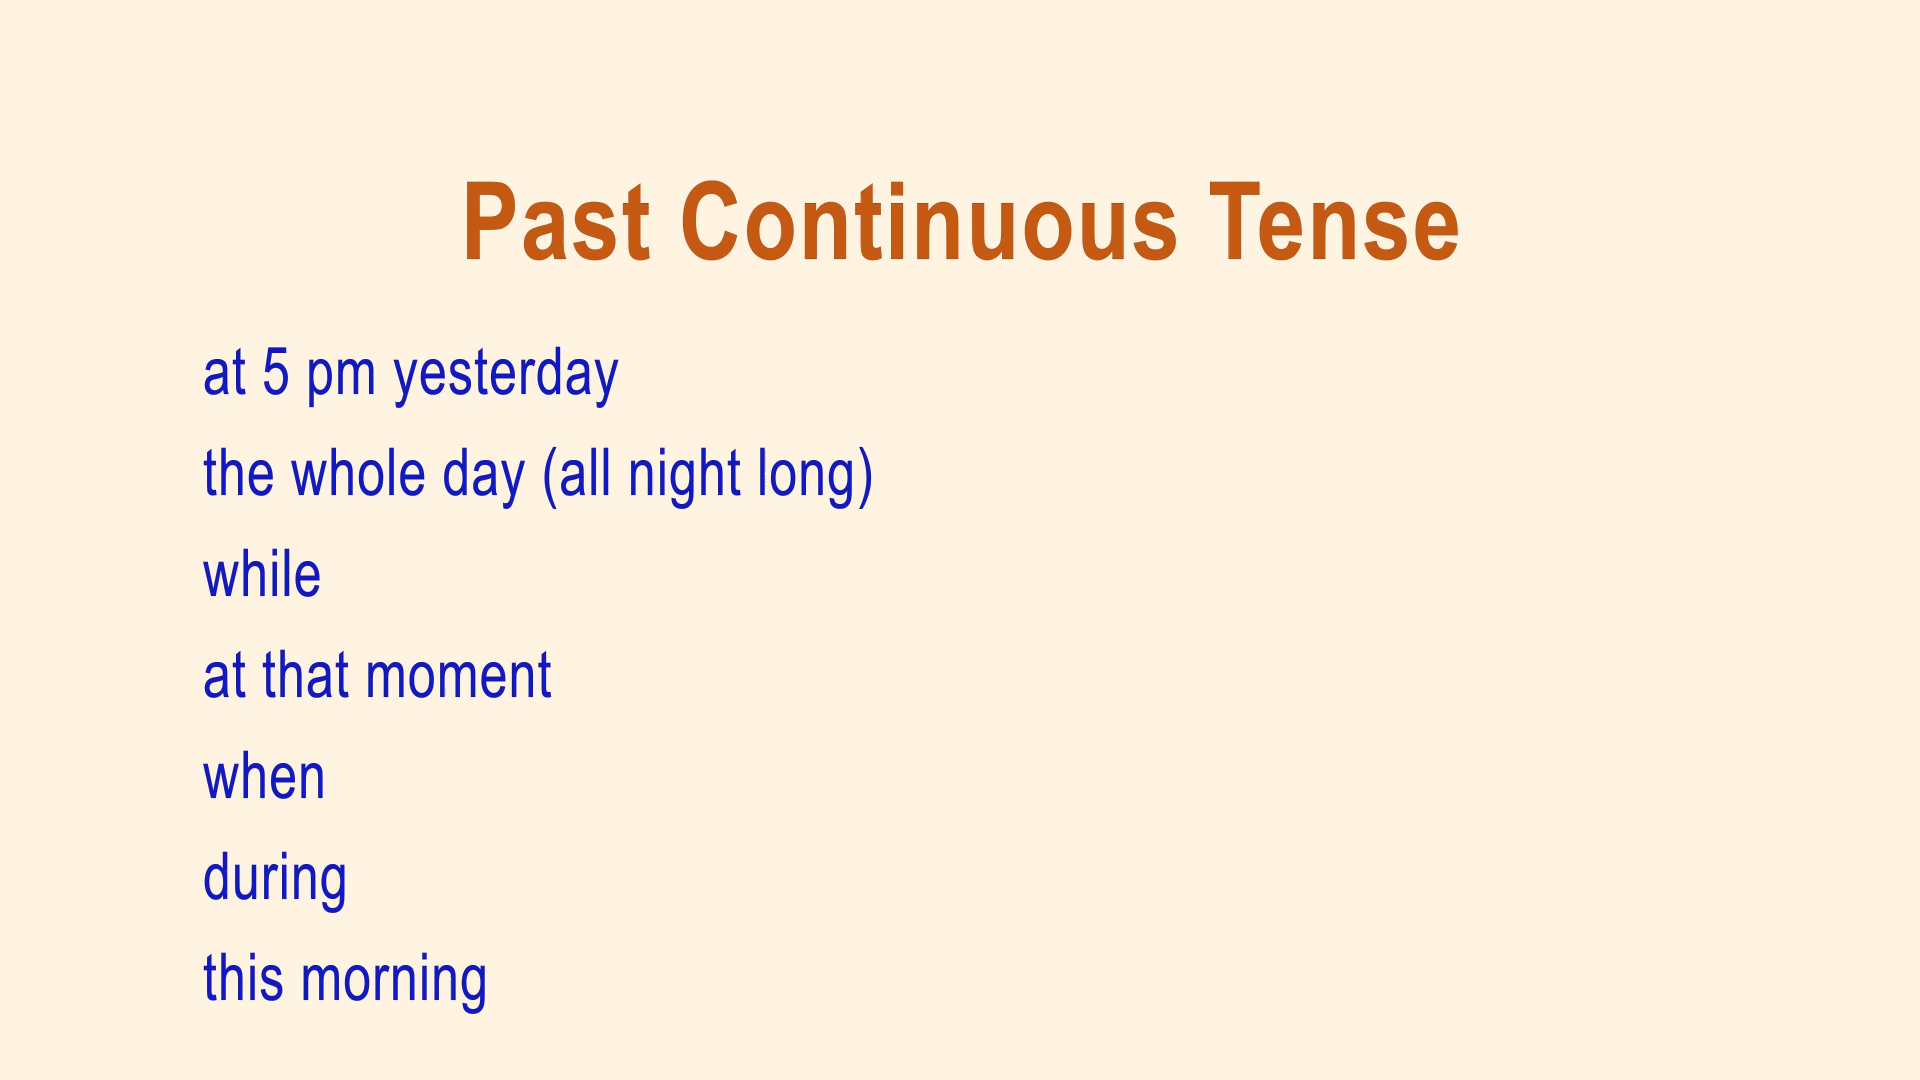 Past Continuous Tense
at 5 pm yesterday
the whole day (all night long)
while
at that moment
when
during
this morning